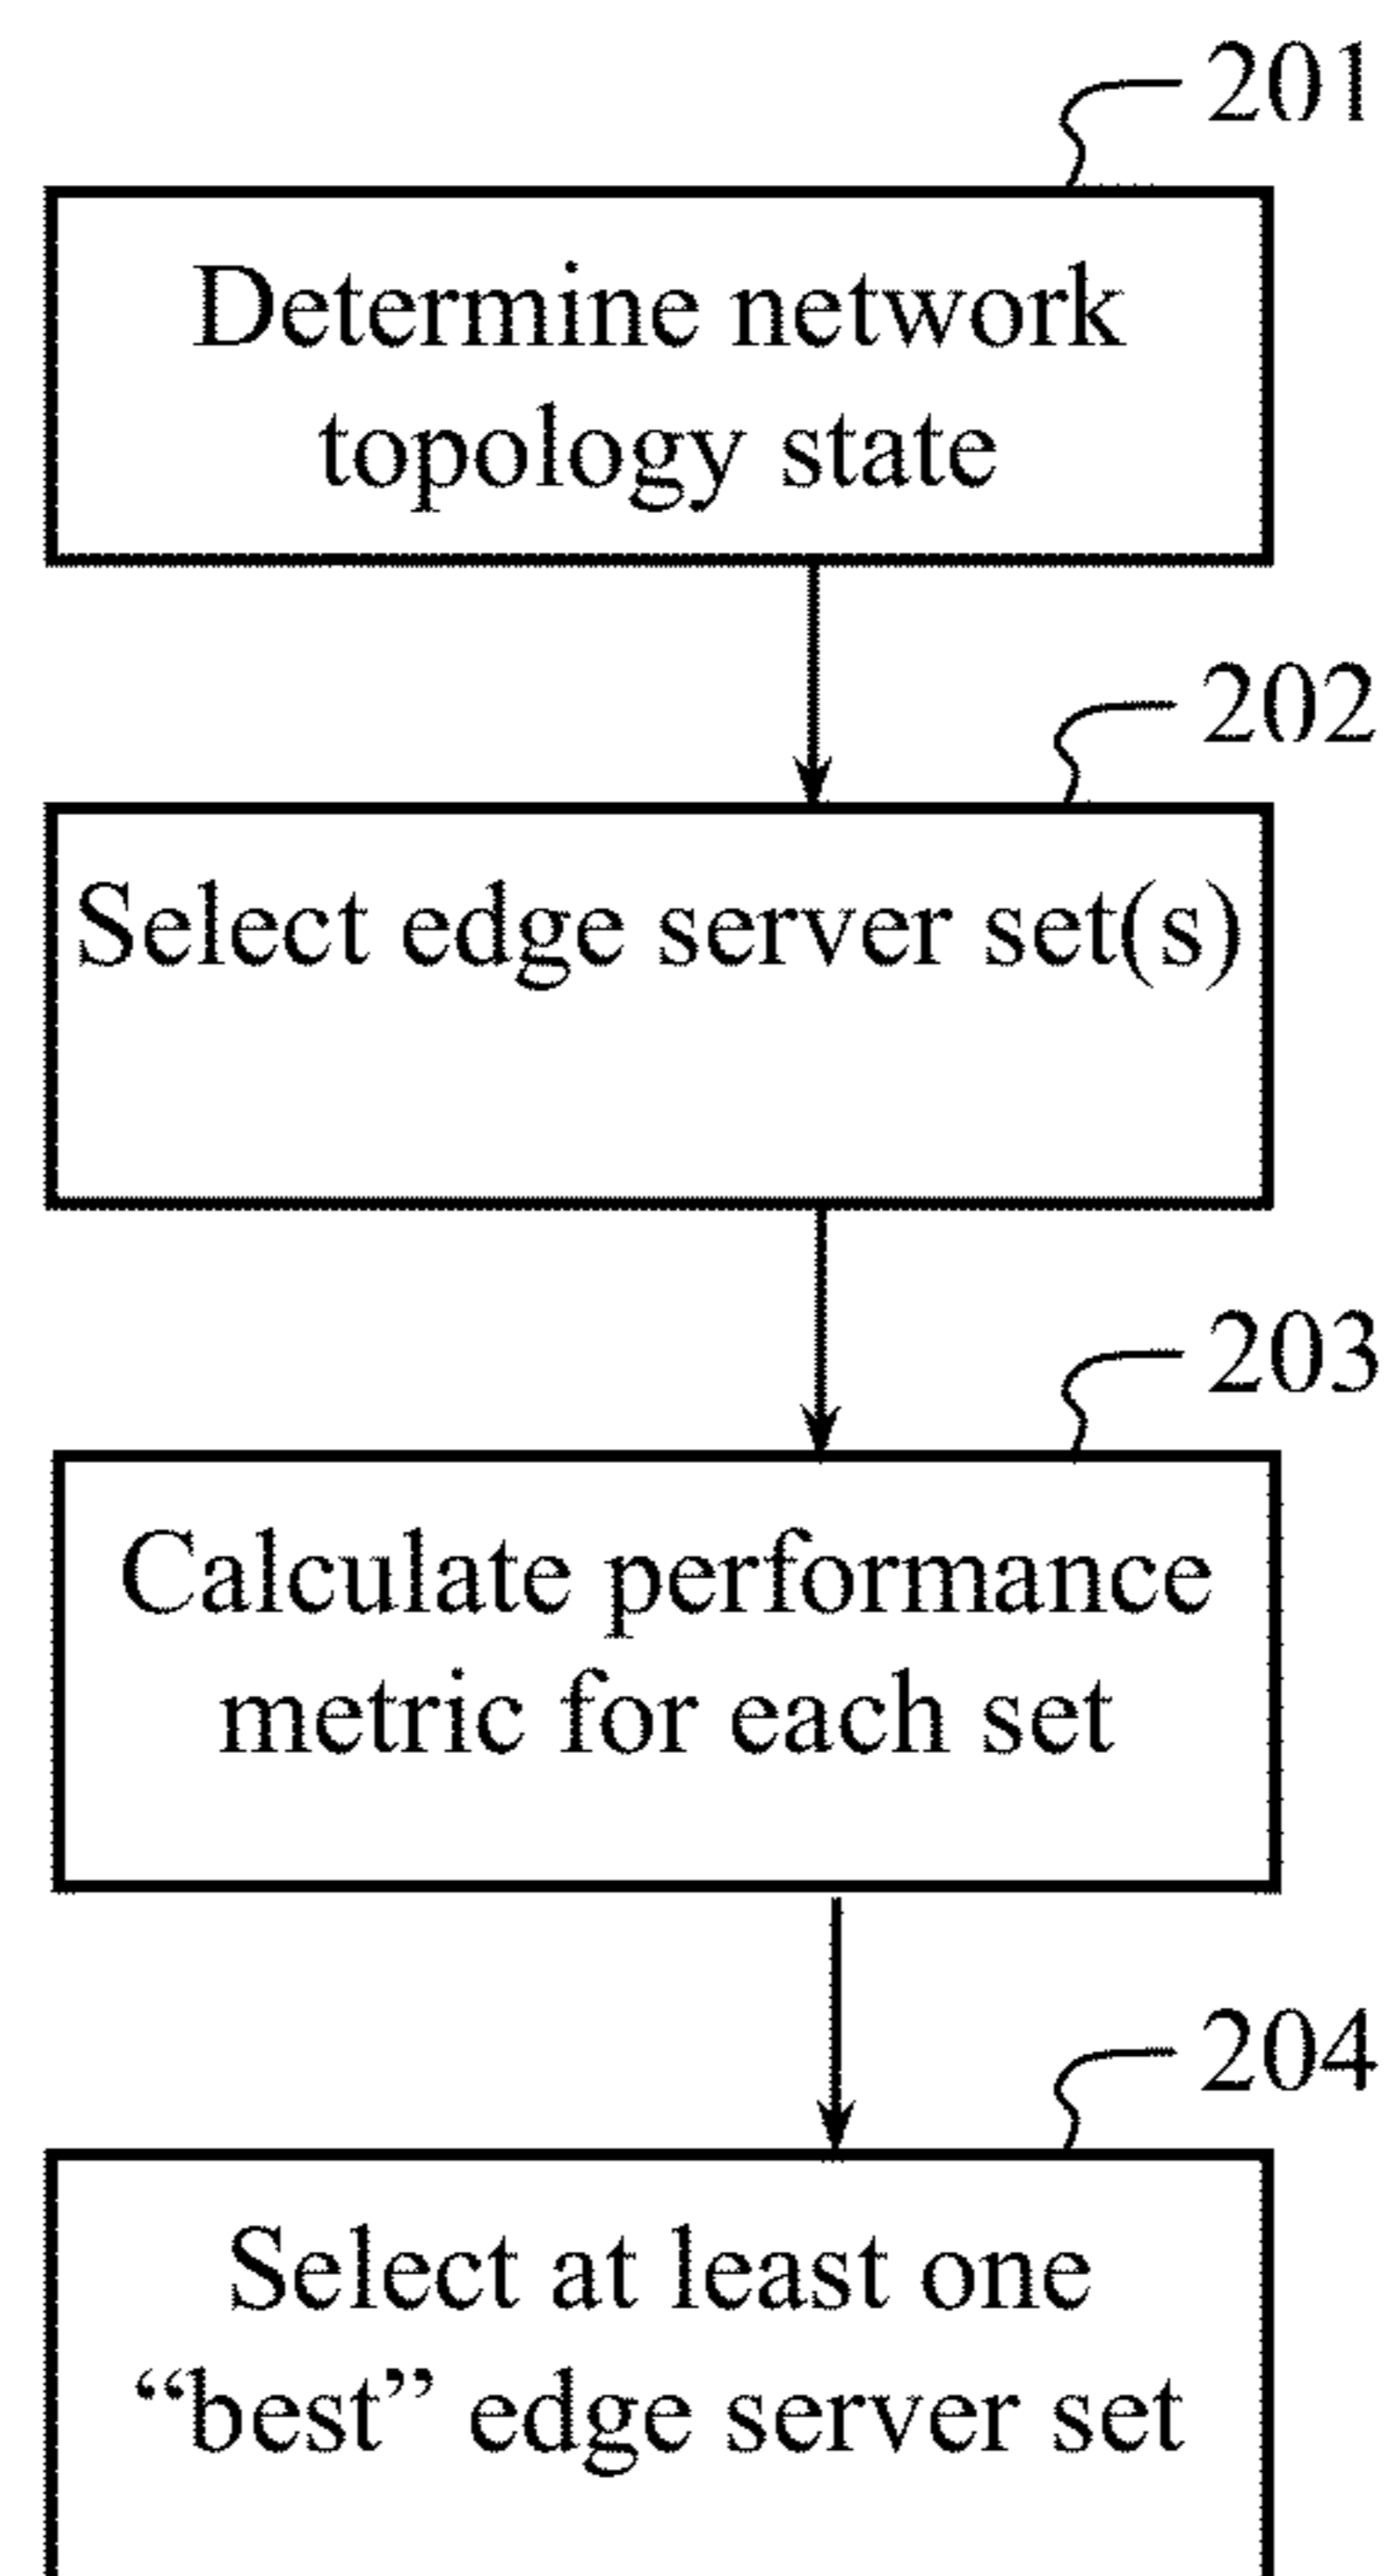 201
Determine network
topology state
202
Select edge server set(s)
203
Calculate performance
metric for each set
204
Select at least one
“best” edge server set